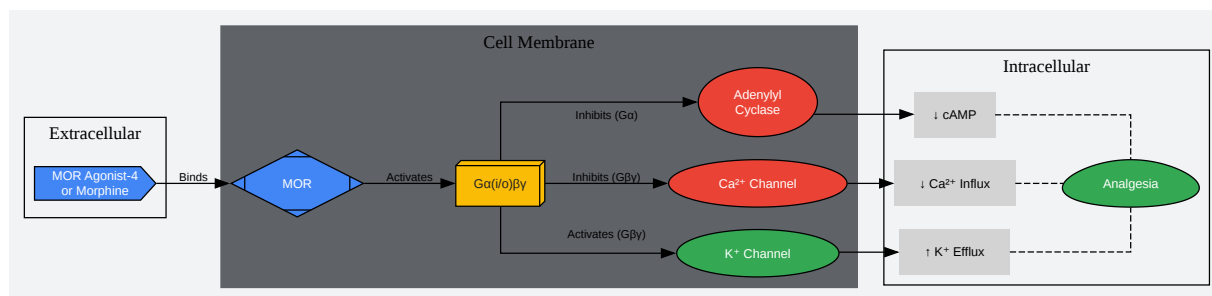 Cell Membrane
Intracellular
Extracellular
MOR Agonist-4
or Morphine
Binds
MOR
Activates
Gα(i/o)βγ
Inhibits (Gα)
Inhibits (Gβγ)
Activates (Gβγ)
Adenylyl
Cyclase
Ca²⁺ Channel
K⁺ Channel
↓ cAMP
↓ Ca²⁺ Influx
↑ K⁺ Efflux
Analgesia